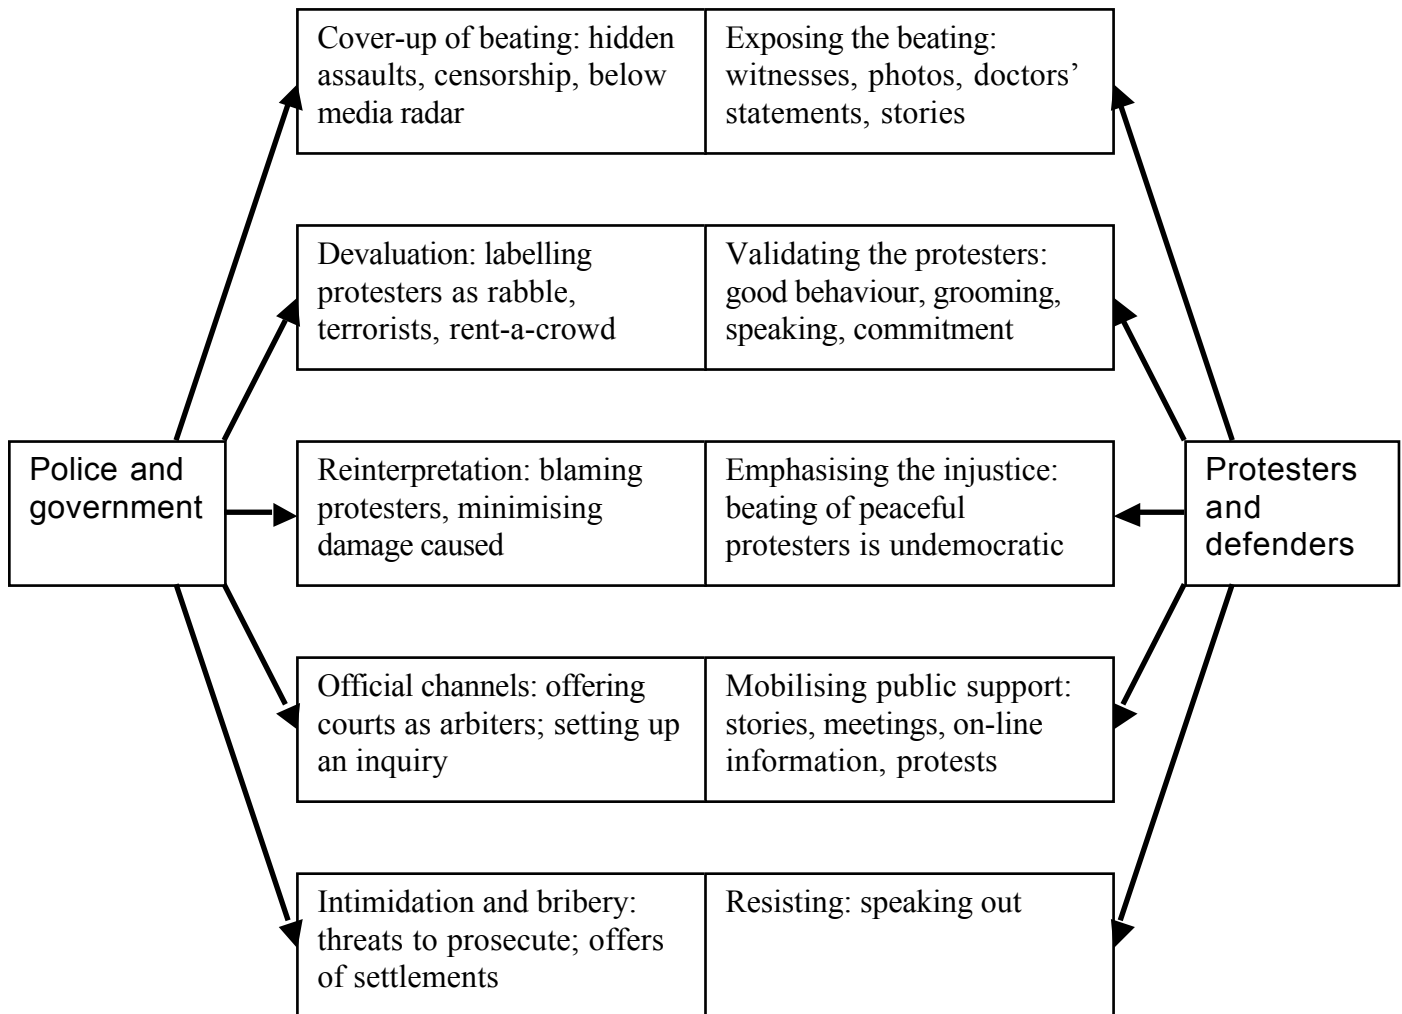 Cover-up of beating: hidden
assaults, censorship, below
media radar
Exposing the beating:
witnesses, photos, doctors’
statements, stories
Devaluation: labelling
protesters as rabble,
terrorists, rent-a-crowd
Validating the protesters:
good behaviour, grooming,
speaking, commitment
Police and
government
Reinterpretation: blaming
protesters, minimising
damage caused
Emphasising the injustice:
beating of peaceful
protesters is undemocratic
Protesters
and
defenders
Official channels: offering
courts as arbiters; setting up
an inquiry
Mobilising public support:
stories, meetings, on-line
information, protests
Intimidation and bribery:
threats to prosecute; offers
of settlements
Resisting: speaking out